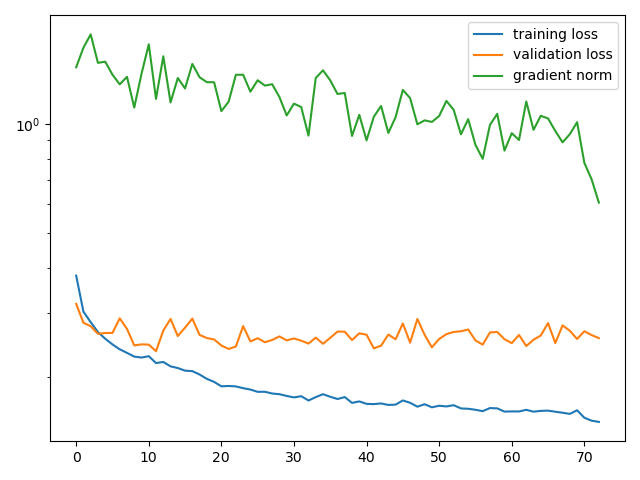 training loss
validation loss
gradient norm
10⁰
0 10 20 30 40 50 60 70